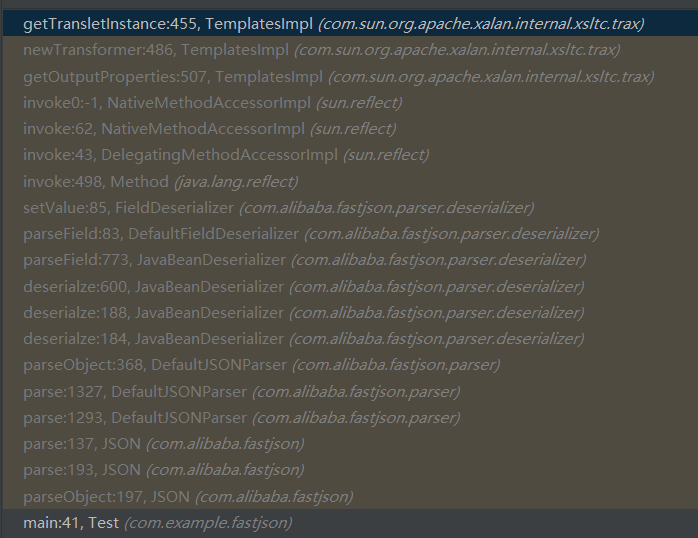 getTransletInstance:455, TemplatesImpl (com.sun.org.apache.xalan.internal.xsltc.trax)
newTransformer:486, TemplatesImpl (com.sun.org.apache.xalan.internal.xsltc.trax)
getOutputProperties:507, TemplatesImpl (com.sun.org.apache.xalan.internal.xsltc.trax)
invoke0:-1, NativeMethodAccessorImpl (sun.reflect)
invoke:62, NativeMethodAccessorImpl (sun.reflect)
invoke:43, DelegatingMethodAccessorImpl (sun.reflect)
invoke:498, Method (java.lang.reflect)
setValue:85, FieldDeserializer (com.alibaba.fastjson.parser.deserializer)
parseField:83, DefaultFieldDeserializer (com.alibaba.fastjson.parser.deserializer)
parseField:773, JavaBeanDeserializer (com.alibaba.fastjson.parser.deserializer)
deserialze:600, JavaBeanDeserializer (com.alibaba.fastjson.parser.deserializer)
deserialze:188, JavaBeanDeserializer (com.alibaba.fastjson.parser.deserializer)
deserialze:184, JavaBeanDeserializer (com.alibaba.fastjson.parser.deserializer)
parseObject:368, DefaultJSONParser (com.alibaba.fastjson.parser)
parse:1327, DefaultJSONParser (com.alibaba.fastjson.parser)
parse:1293, DefaultJSONParser (com.alibaba.fastjson.parser)
parse:137, JSON (com.alibaba.fastjson)
parse:193, JSON (com.alibaba.fastjson)
parseObject:197, JSON (com.alibaba.fastjson)
main:41, Test (com.example.fastjson)